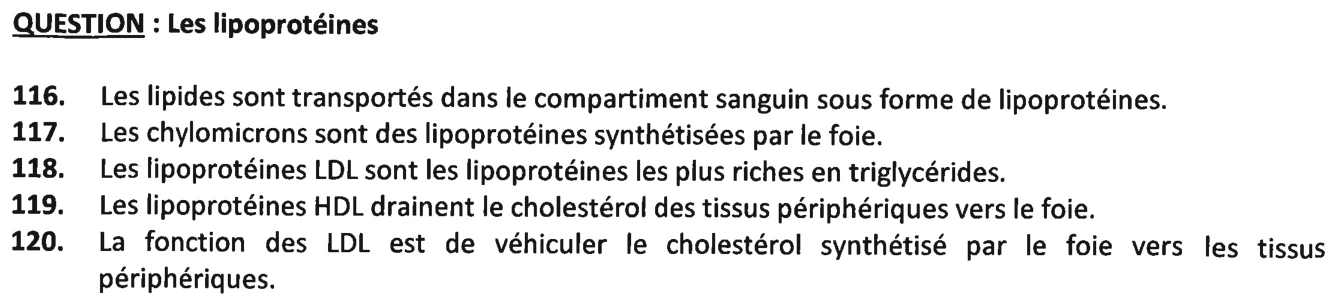 QUESTION : Les lipoprotéines
116. Les lipides sont transportés dans le compartiment sanguin sous forme de lipoprotéines.
117. Les chylomicrons sont des lipoprotéines synthétisées par le foie.
118. Les lipoprotéines LDL sont les lipoprotéines les plus riches en triglycérides.
119. Les lipoprotéines HDL drainent le cholestérol des tissus périphériques vers le foie.
120. La fonction des LDL est de véhiculer le cholestérol synthétisé par le foie vers les tissus
périphériques.